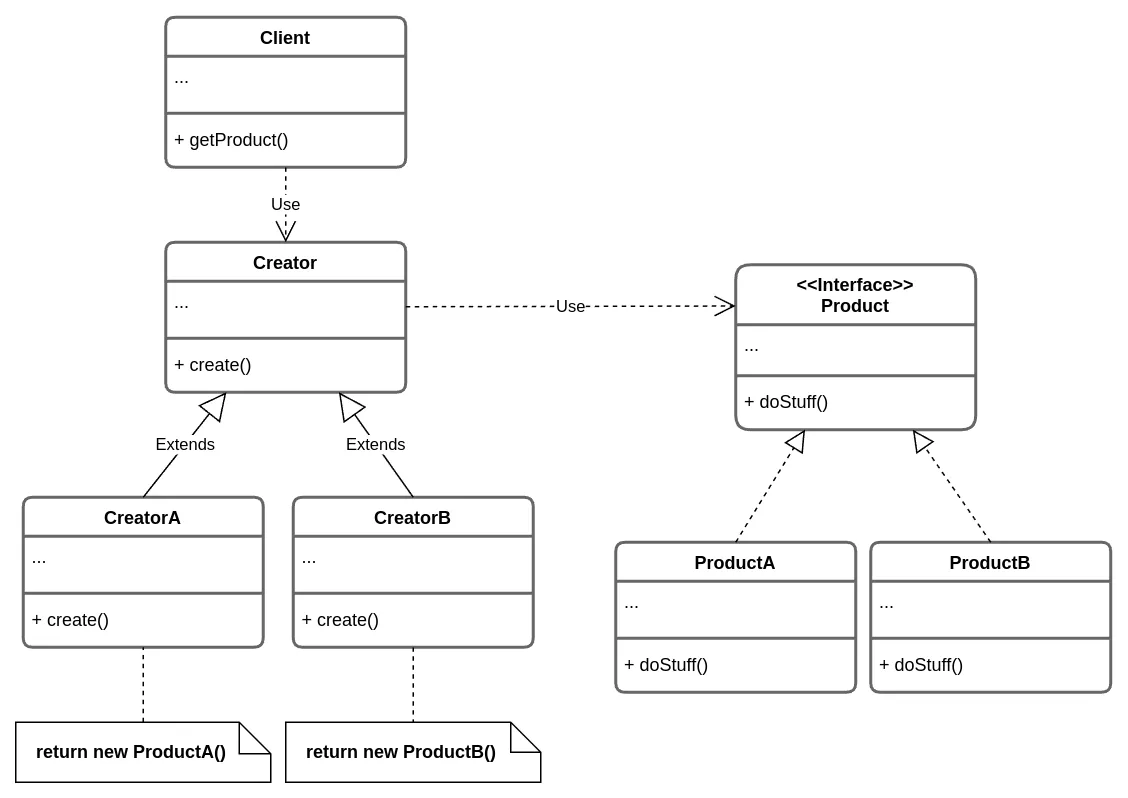 Client
...
+ getProduct()
Use
Creator
...
+ create()
Use
<<Interface>>
Product
...
+ doStuff()
Extends
Extends
CreatorA
...
+ create()
CreatorB
...
+ create()
ProductA
...
+ doStuff()
ProductB
...
+ doStuff()
return new ProductA()
return new ProductB()